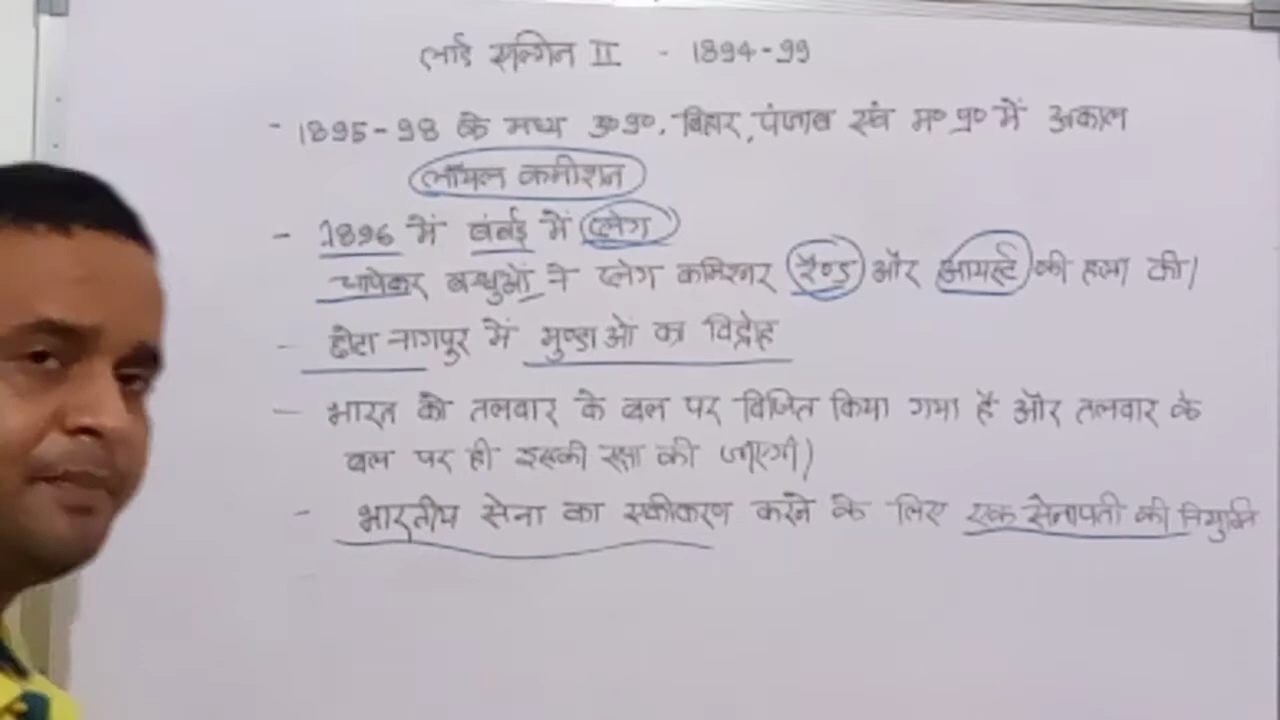 लार्ड एल्गिन II - 1894-99
- 1895-98 के मध्य उ०प्र०, बिहार, पंजाब एवं म०प्र० में अकाल
लॉयल कमीशन
- 1896 में बंबई में प्लेग
चापेकर बन्धुओं ने प्लेग कमिश्नर रैण्ड और आमर्स्ट की हत्या की।
- छोटा नागपुर में मुण्डाओं का विद्रोह
- भारत को तलवार के बल पर विजित किया गया है और तलवार के
बल पर ही इसकी रक्षा की जाएगी)
- भारतीय सेना का एकीकरण करने के लिए एक सेनापती की नियुक्ति